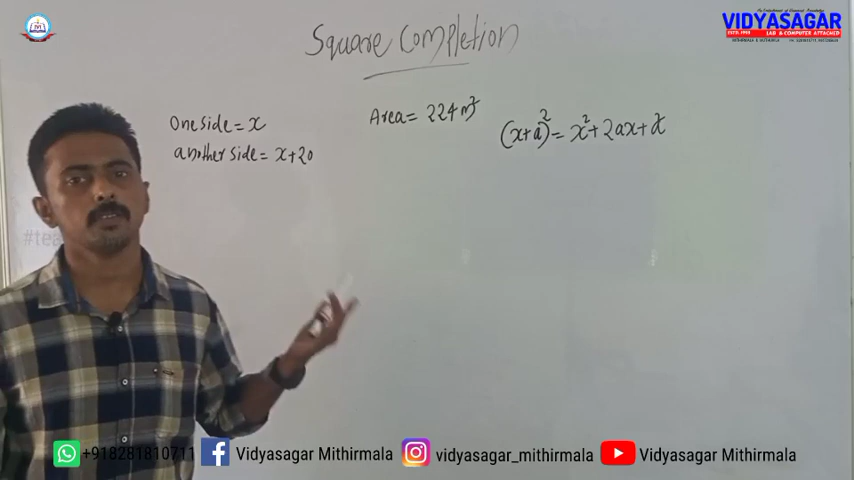 VIDYASAGAR
LAB & COMPUTER ATTACHED
Square Completion
One side = x
another side = x+20
Area = 224 m²
(x+a)² = x² + 2ax + a²
#tea
+918281810711
Vidyasagar Mithirmala
vidyasagar_mithirmala
Vidyasagar Mithirmala